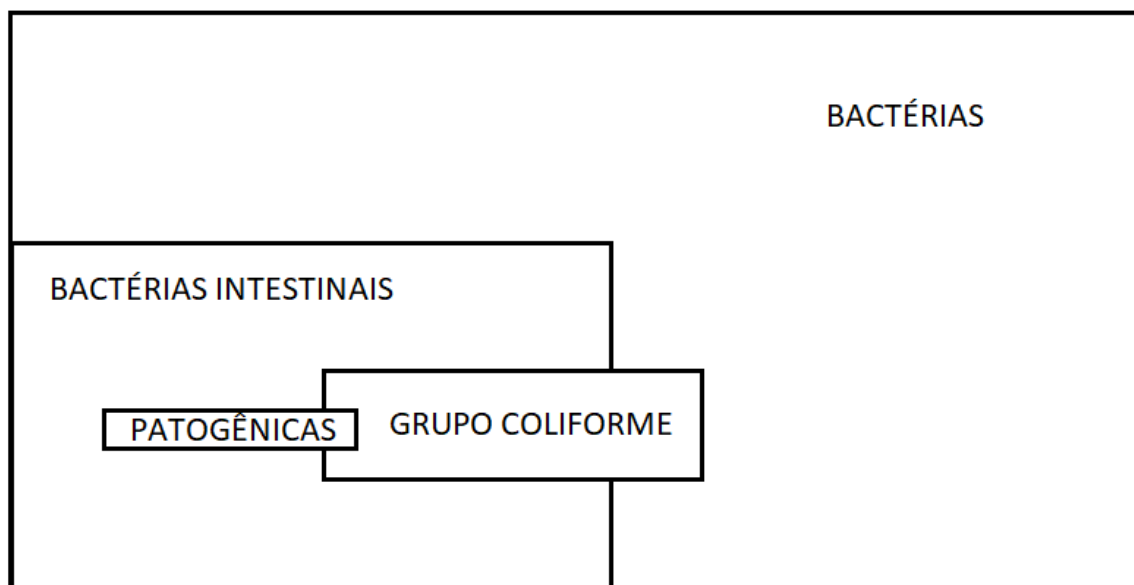 BACTÉRIAS
BACTÉRIAS INTESTINAIS
PATOGÊNICAS
GRUPO COLIFORME